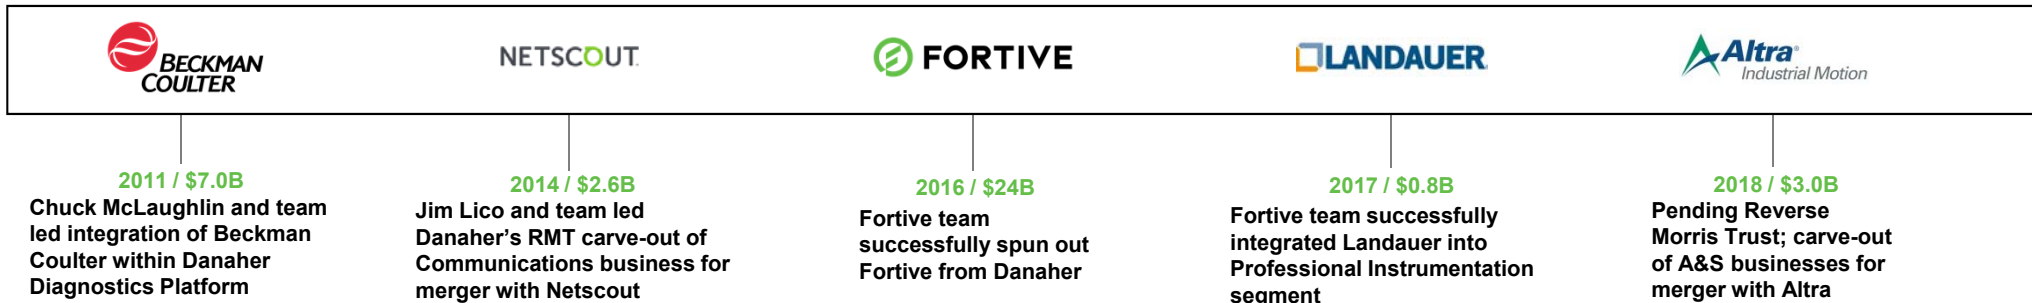 BECKMAN
COULTER
NETSCOUT
FORTIVE
LANDAUER
Altra
Industrial Motion
2011 / $7.0B
Chuck McLaughlin and team
led integration of Beckman
Coulter within Danaher
Diagnostics Platform
2014 / $2.6B
Jim Lico and team led
Danaher’s RMT carve-out of
Communications business for
merger with Netscout
2016 / $24B
Fortive team
successfully spun out
Fortive from Danaher
2017 / $0.8B
Fortive team successfully
integrated Landauer into
Professional Instrumentation
segment
2018 / $3.0B
Pending Reverse
Morris Trust; carve-out
of A&S businesses for
merger with Altra